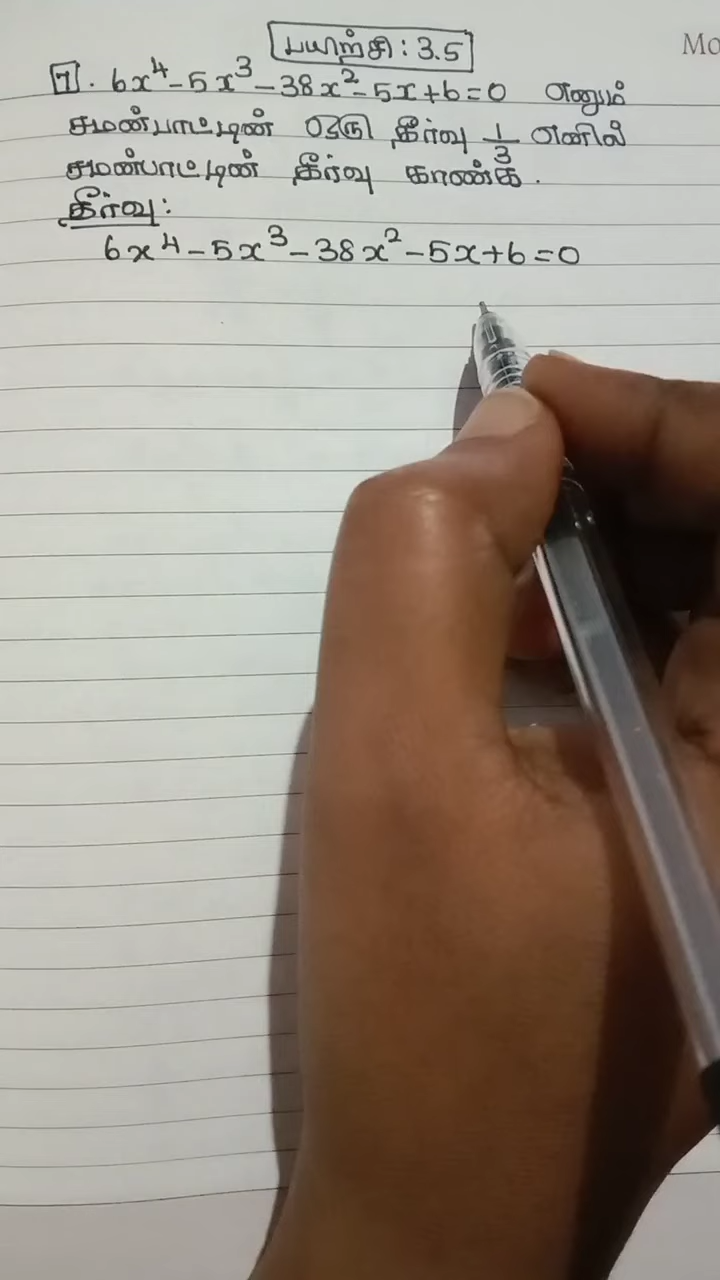 பயிற்சி : 3.5
Mo
7. 6x⁴ - 5x³ - 38x² - 5x + 6 = 0 எனும்
சமன்பாட்டின் ஒரு தீர்வு 1/3 எனில்
சமன்பாட்டின் தீர்வு காண்க.
தீர்வு:
6x⁴ - 5x³ - 38x² - 5x + 6 = 0